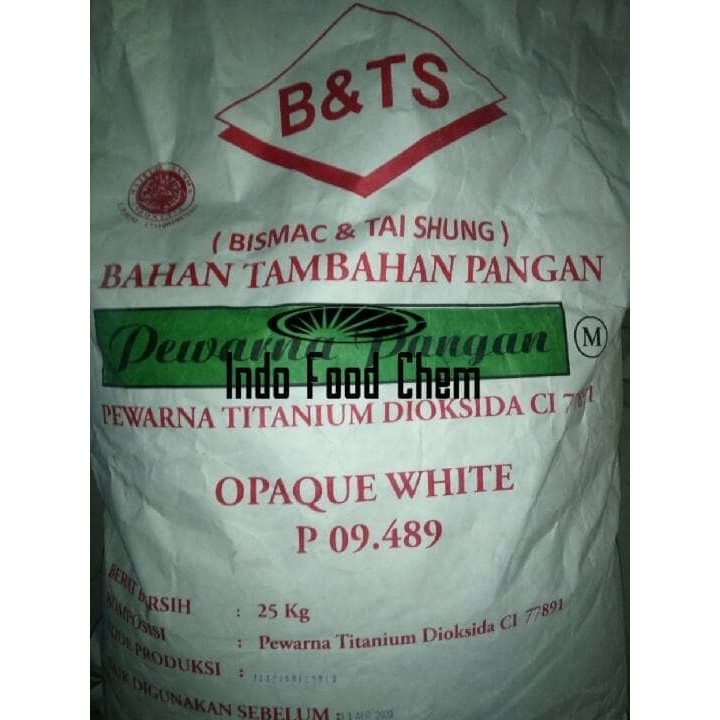 B&TS
( BISMAC & TAI SHUNG )
BAHAN TAMBAHAN PANGAN
Pewarna Pangan
M
Indo Food Chem
PEWARNA TITANIUM DIOKSIDA CI 77891
OPAQUE WHITE
P 09.489
BERAT BERSIH : 25 Kg
KOMPOSISI : Pewarna Titanium Dioksida CI 77891
KODE PRODUKSI :
BAIK DIGUNAKAN SEBELUM :